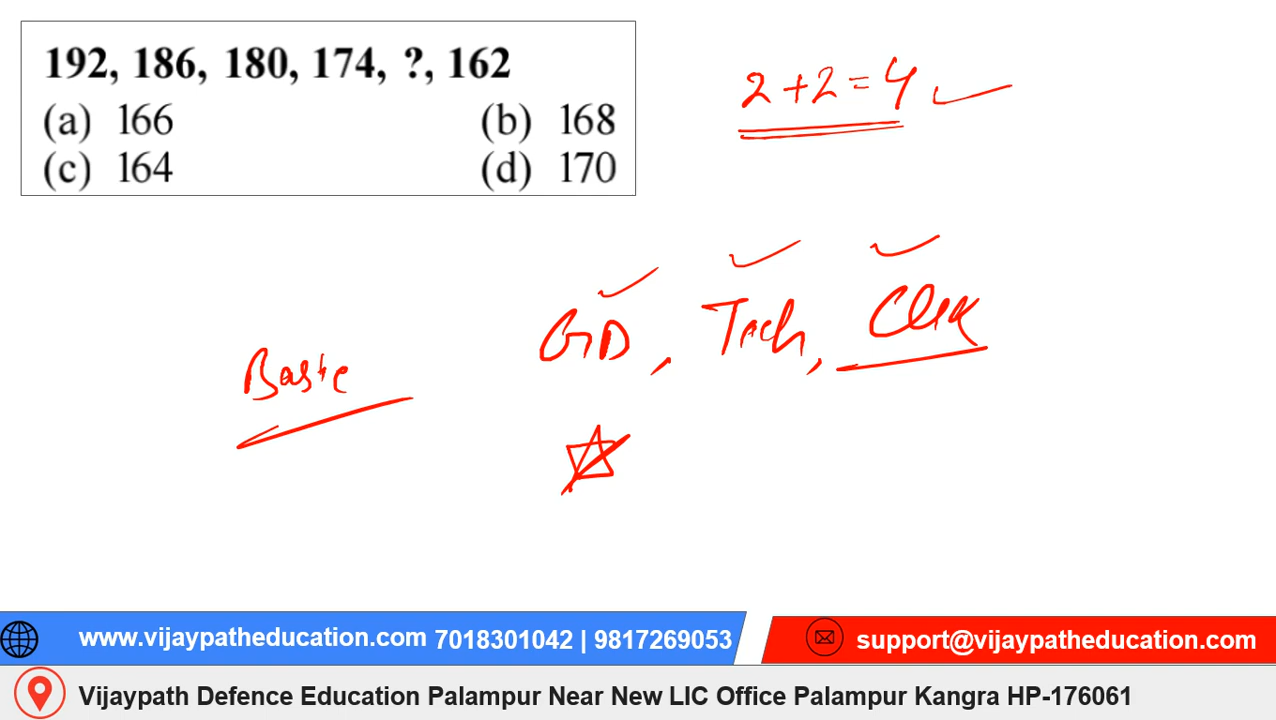 192, 186, 180, 174, ?, 162
(a) 166 (b) 168
(c) 164 (d) 170
2+2=4
GD, Tech, Clerk
Basic
www.vijaypatheducation.com 7018301042 | 9817269053 support@vijaypatheducation.com
Vijaypath Defence Education Palampur Near New LIC Office Palampur Kangra HP-176061